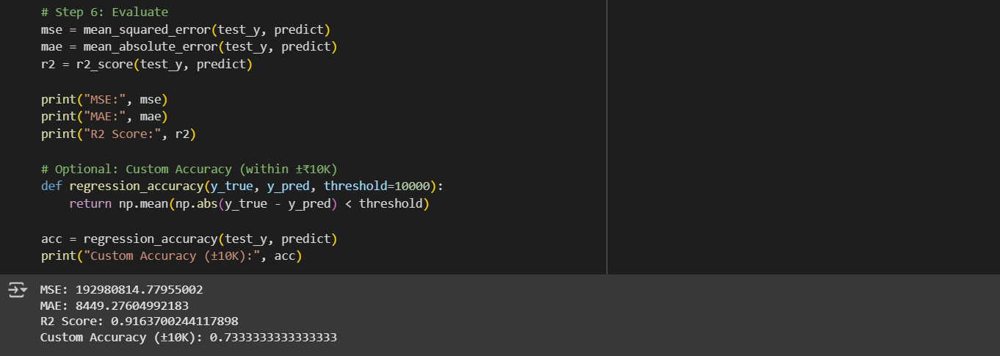 # Step 6: Evaluate
mse = mean_squared_error(test_y, predict)
mae = mean_absolute_error(test_y, predict)
r2 = r2_score(test_y, predict)
print("MSE:", mse)
print("MAE:", mae)
print("R2 Score:", r2)
# Optional: Custom Accuracy (within ±₹10K)
def regression_accuracy(y_true, y_pred, threshold=10000):
    return np.mean(np.abs(y_true - y_pred) < threshold)
acc = regression_accuracy(test_y, predict)
print("Custom Accuracy (±10K):", acc)
MSE: 192980814.77955002
MAE: 8449.27604992183
R2 Score: 0.9163700244117898
Custom Accuracy (±10K): 0.7333333333333333